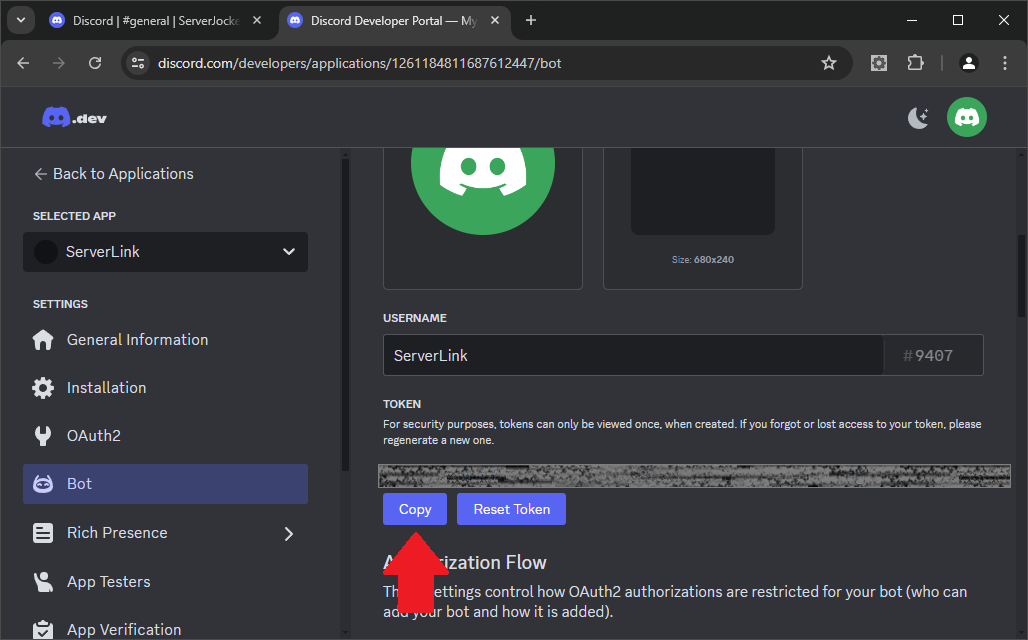 Discord | #general | ServerJocke
Discord Developer Portal — My
discord.com/developers/applications/1261184811687612447/bot
.dev
Back to Applications
SELECTED APP
ServerLink
SETTINGS
General Information
Installation
OAuth2
Bot
Rich Presence
App Testers
App Verification
Size: 680x240
USERNAME
ServerLink
#9407
TOKEN
For security purposes, tokens can only be viewed once, when created. If you forgot or lost access to your token, please
regenerate a new one.
Copy
Reset Token
A ization Flow
Th ettings control how OAuth2 authorizations are restricted for your bot (who can
add your bot and how it is added).